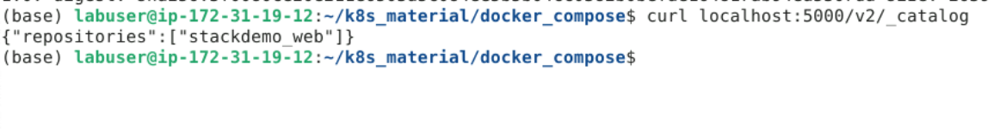 (base) labuser@ip-172-31-19-12:~/k8s_material/docker_compose$ curl localhost:5000/v2/_catalog
{"repositories":["stackdemo_web"]}
(base) labuser@ip-172-31-19-12:~/k8s_material/docker_compose$